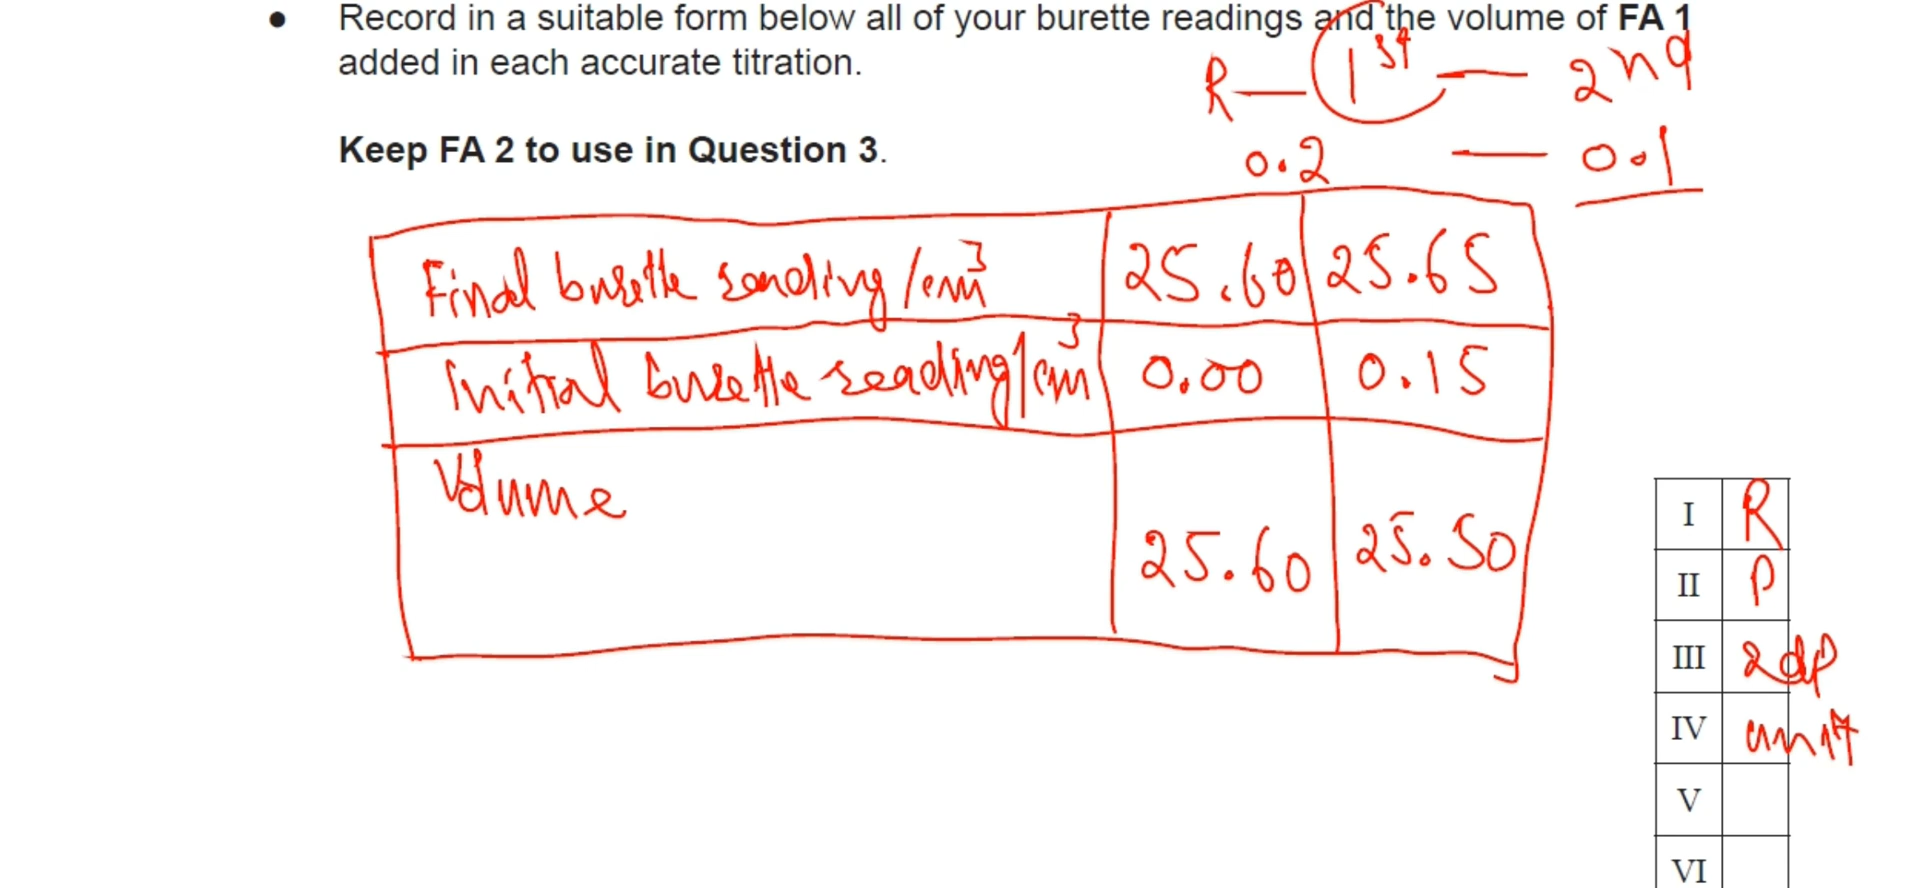 • Record in a suitable form below all of your burette readings and the volume of FA 1
added in each accurate titration.
R — 1st — 2nd
Keep FA 2 to use in Question 3.
0.2 — 0.1
Final burette reading /cm³ 25.60 25.65
Initial burette reading/cm³ 0.00 0.15
Volume
25.60 25.50
I R
II P
III 2dp
IV unit
V
VI